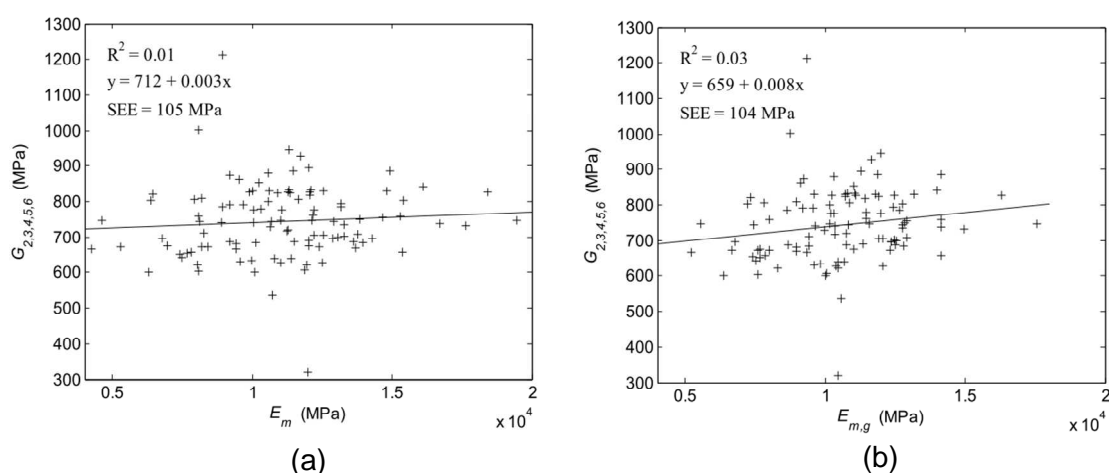 1300
1200
1100
1000
900
800
700
600
500
400
300
G2,3,4,5,6 (MPa)
R² = 0.01
y = 712 + 0.003x
SEE = 105 MPa
0.5 1 1.5 2
x 10⁴
Em (MPa)
(a)
1300
1200
1100
1000
900
800
700
600
500
400
300
G2,3,4,5,6 (MPa)
R² = 0.03
y = 659 + 0.008x
SEE = 104 MPa
0.5 1 1.5 2
x 10⁴
Em,g (MPa)
(b)